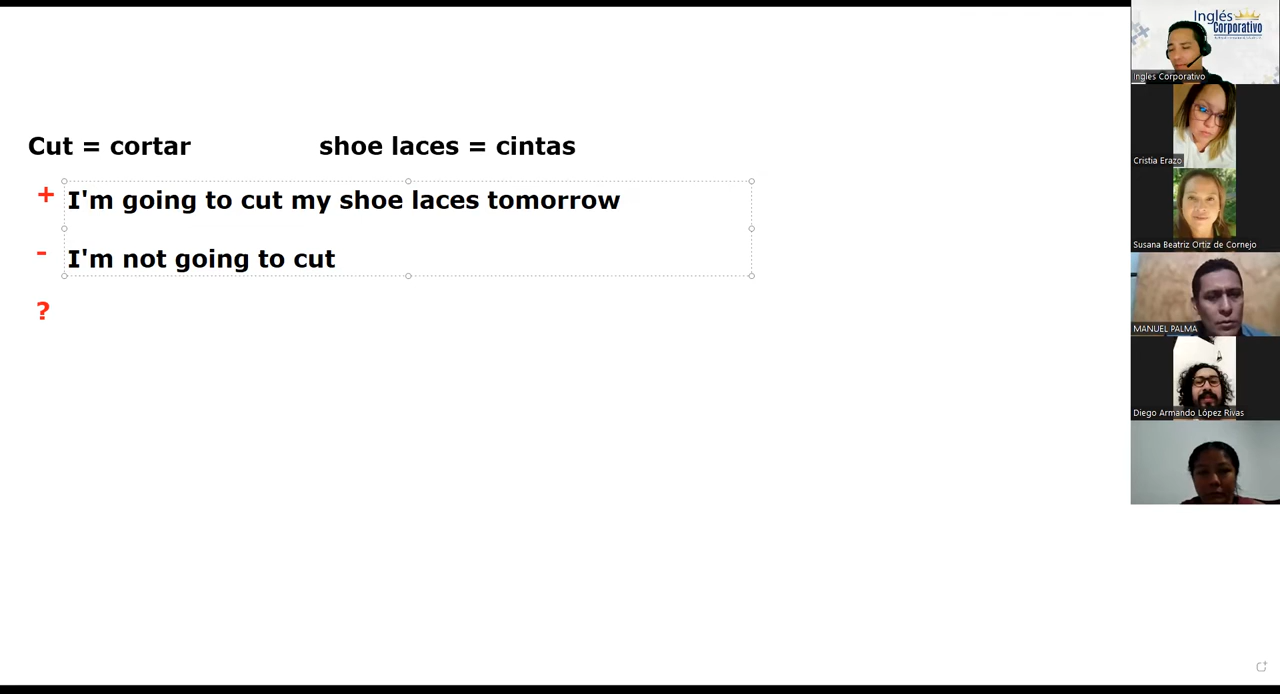 Cut = cortar
shoe laces = cintas
+ I'm going to cut my shoe laces tomorrow
- I'm not going to cut
?
Inglés
Corporativo
Ingles Corporativo
Cristia Erazo
Susana Beatriz Ortiz de Cornejo
MANUEL PALMA
Diego Armando López Rivas